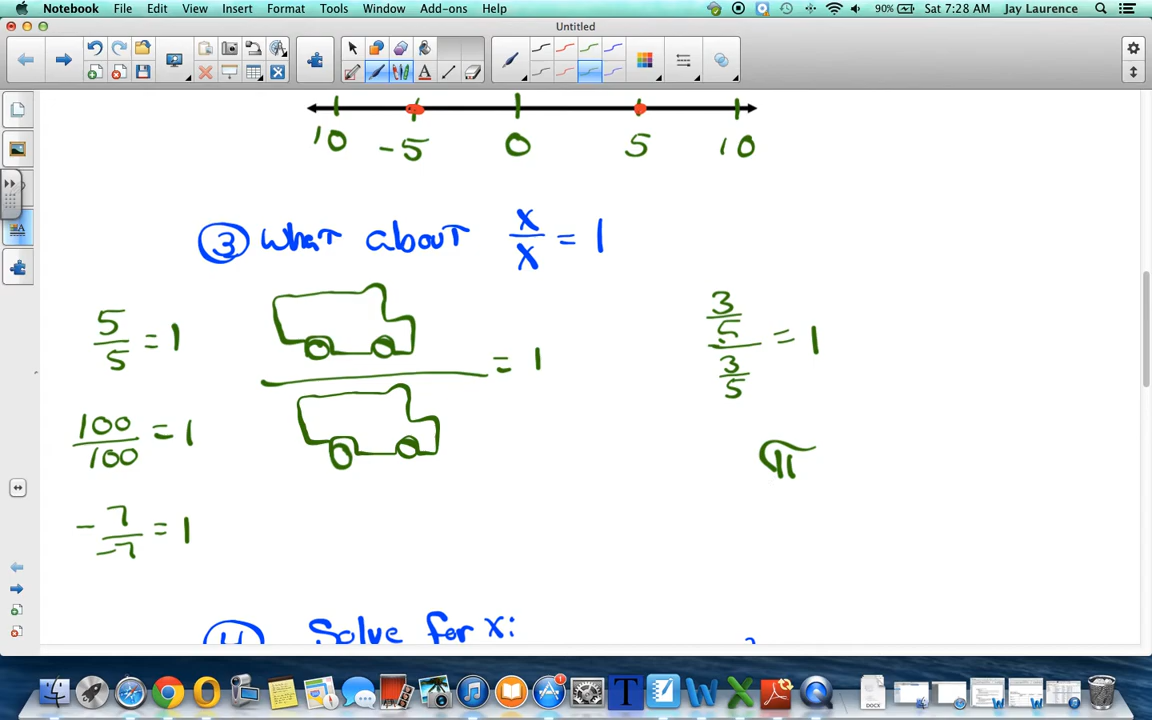 Notebook File Edit View Insert Format Tools Window Add-ons Help 90% Sat 7:28 AM Jay Laurence
Untitled
10 -5 0 5 10
③ What about x/x = 1
5/5 = 1
100/100 = 1
-7/-7 = 1
= 1
3/5 / 3/5 = 1
π
④ Solve for x: